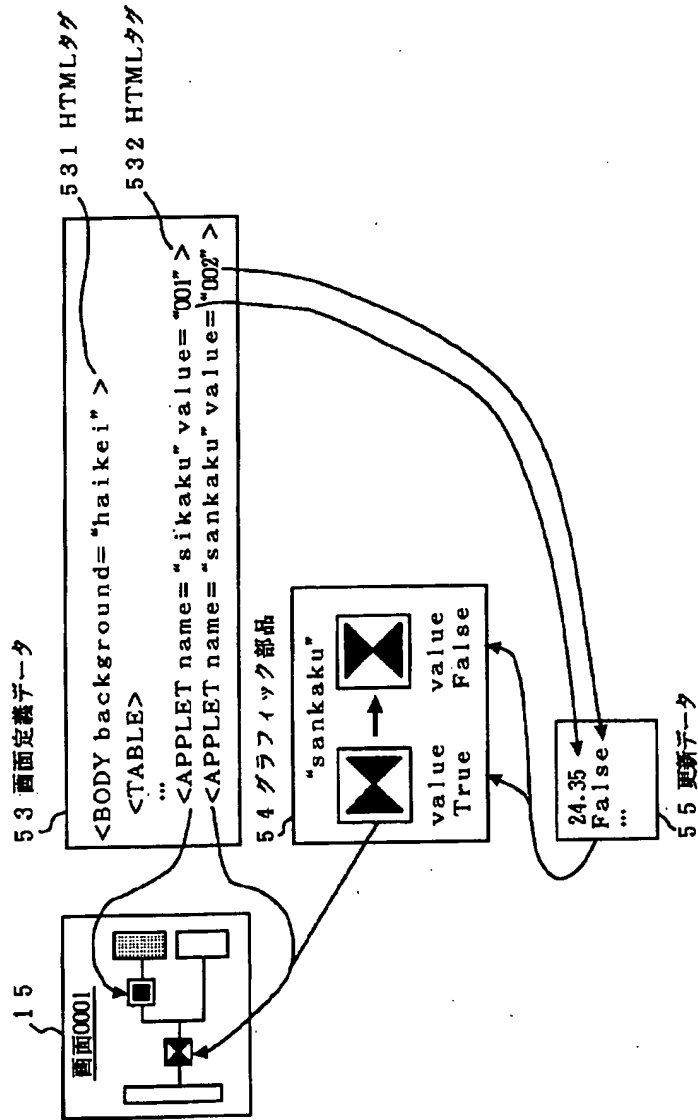 15
画面0001
53 画面定義データ
<BODY background="haikei" >
<TABLE>
…
<APPLET name="sikaku" value="001" >
<APPLET name="sankaku" value="002" >
531 HTMLタグ
532 HTMLタグ
54 グラフィック部品
"sankaku"
value
True
value
False
24.35
False
…
55 更新データ